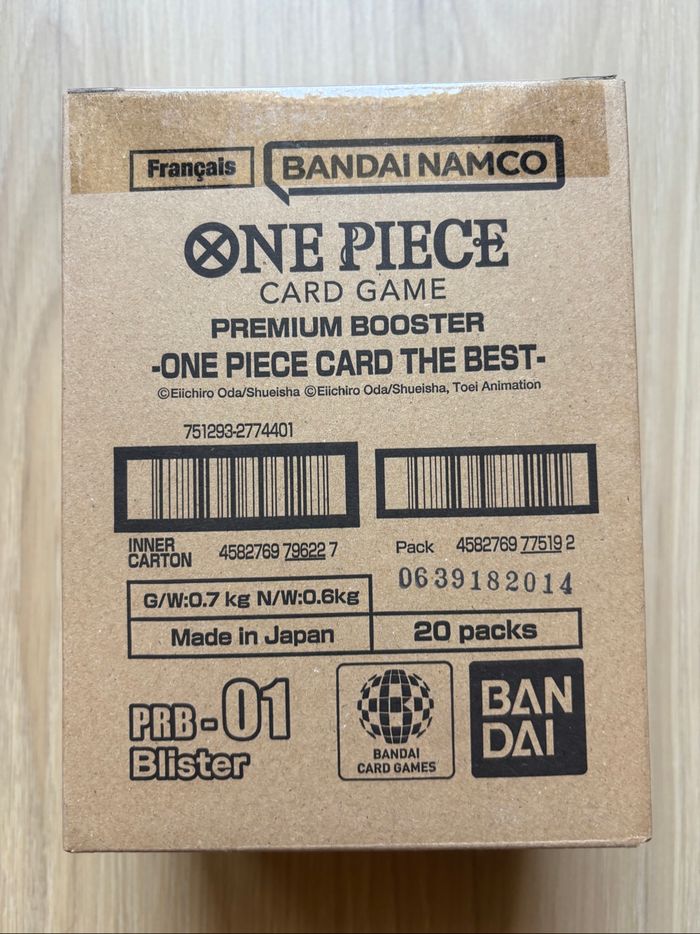 Français
BANDAI NAMCO
ONE PIECE
CARD GAME
PREMIUM BOOSTER
-ONE PIECE CARD THE BEST-
©Eiichiro Oda/Shueisha ©Eiichiro Oda/Shueisha, Toei Animation
751293-2774401
INNER
CARTON
4582769 79622 7
Pack 4582769 77519 2
0639182014
G/W:0.7 kg N/W:0.6kg
Made in Japan
20 packs
PRB-01
Blister
BANDAI
CARD GAMES
BAN
DAI